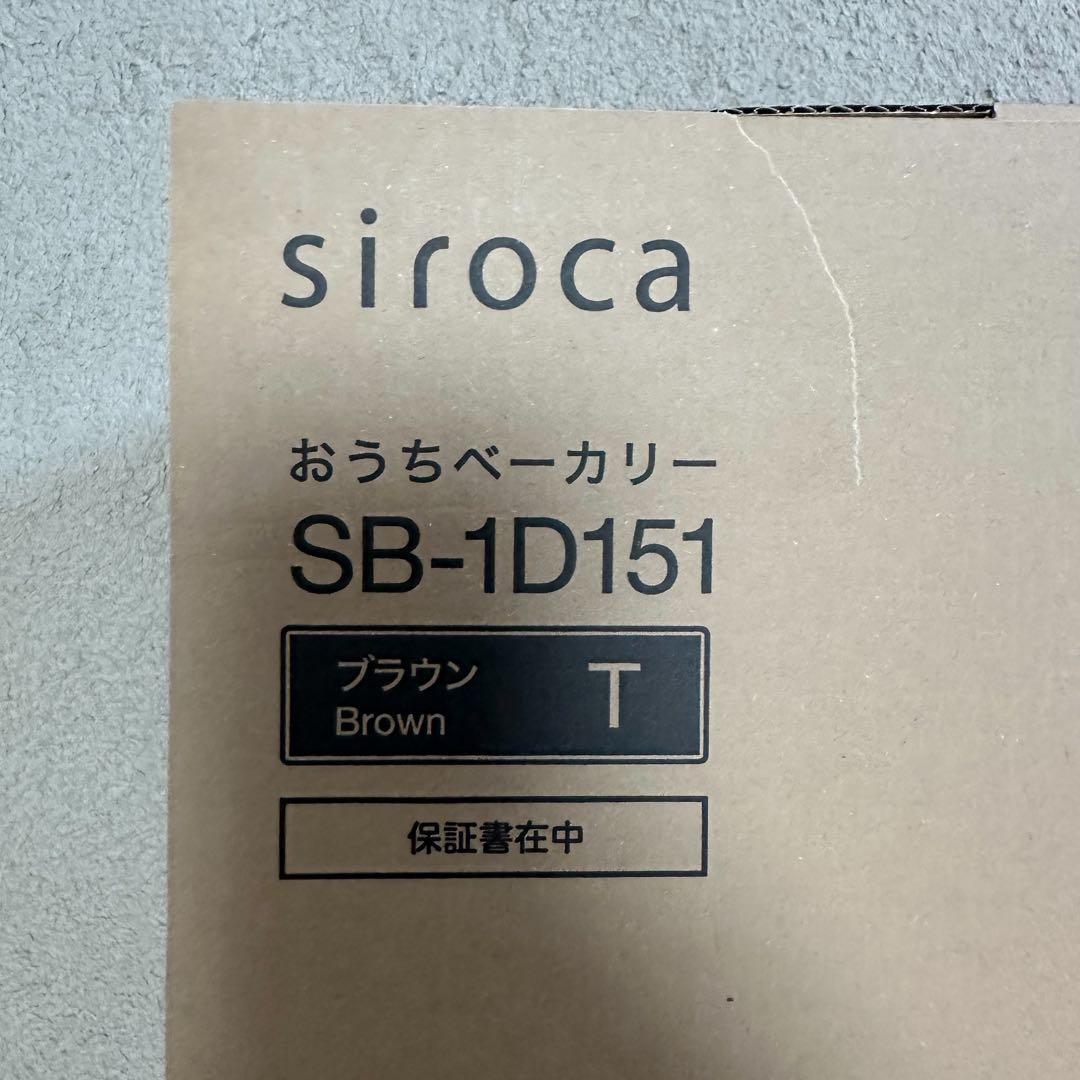 siroca
おうちベーカリー
SB-1D151
ブラウン
Brown
T
保証書在中